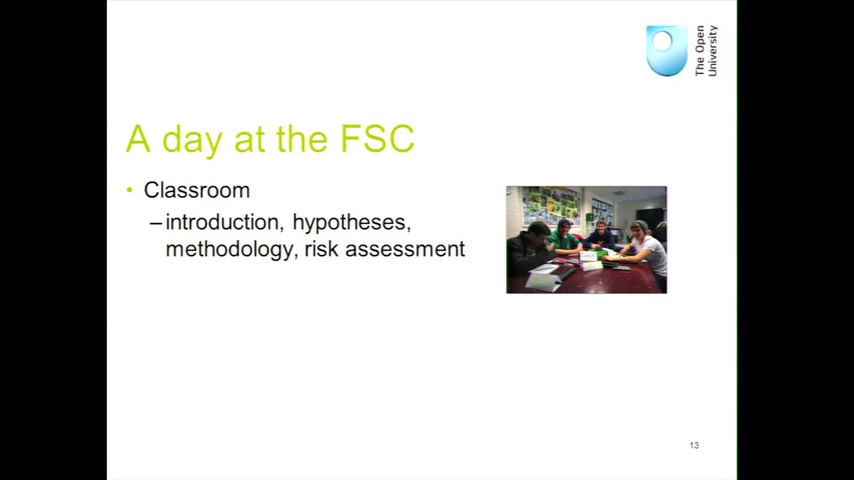 The Open
University
A day at the FSC
• Classroom
–introduction, hypotheses,
methodology, risk assessment
13